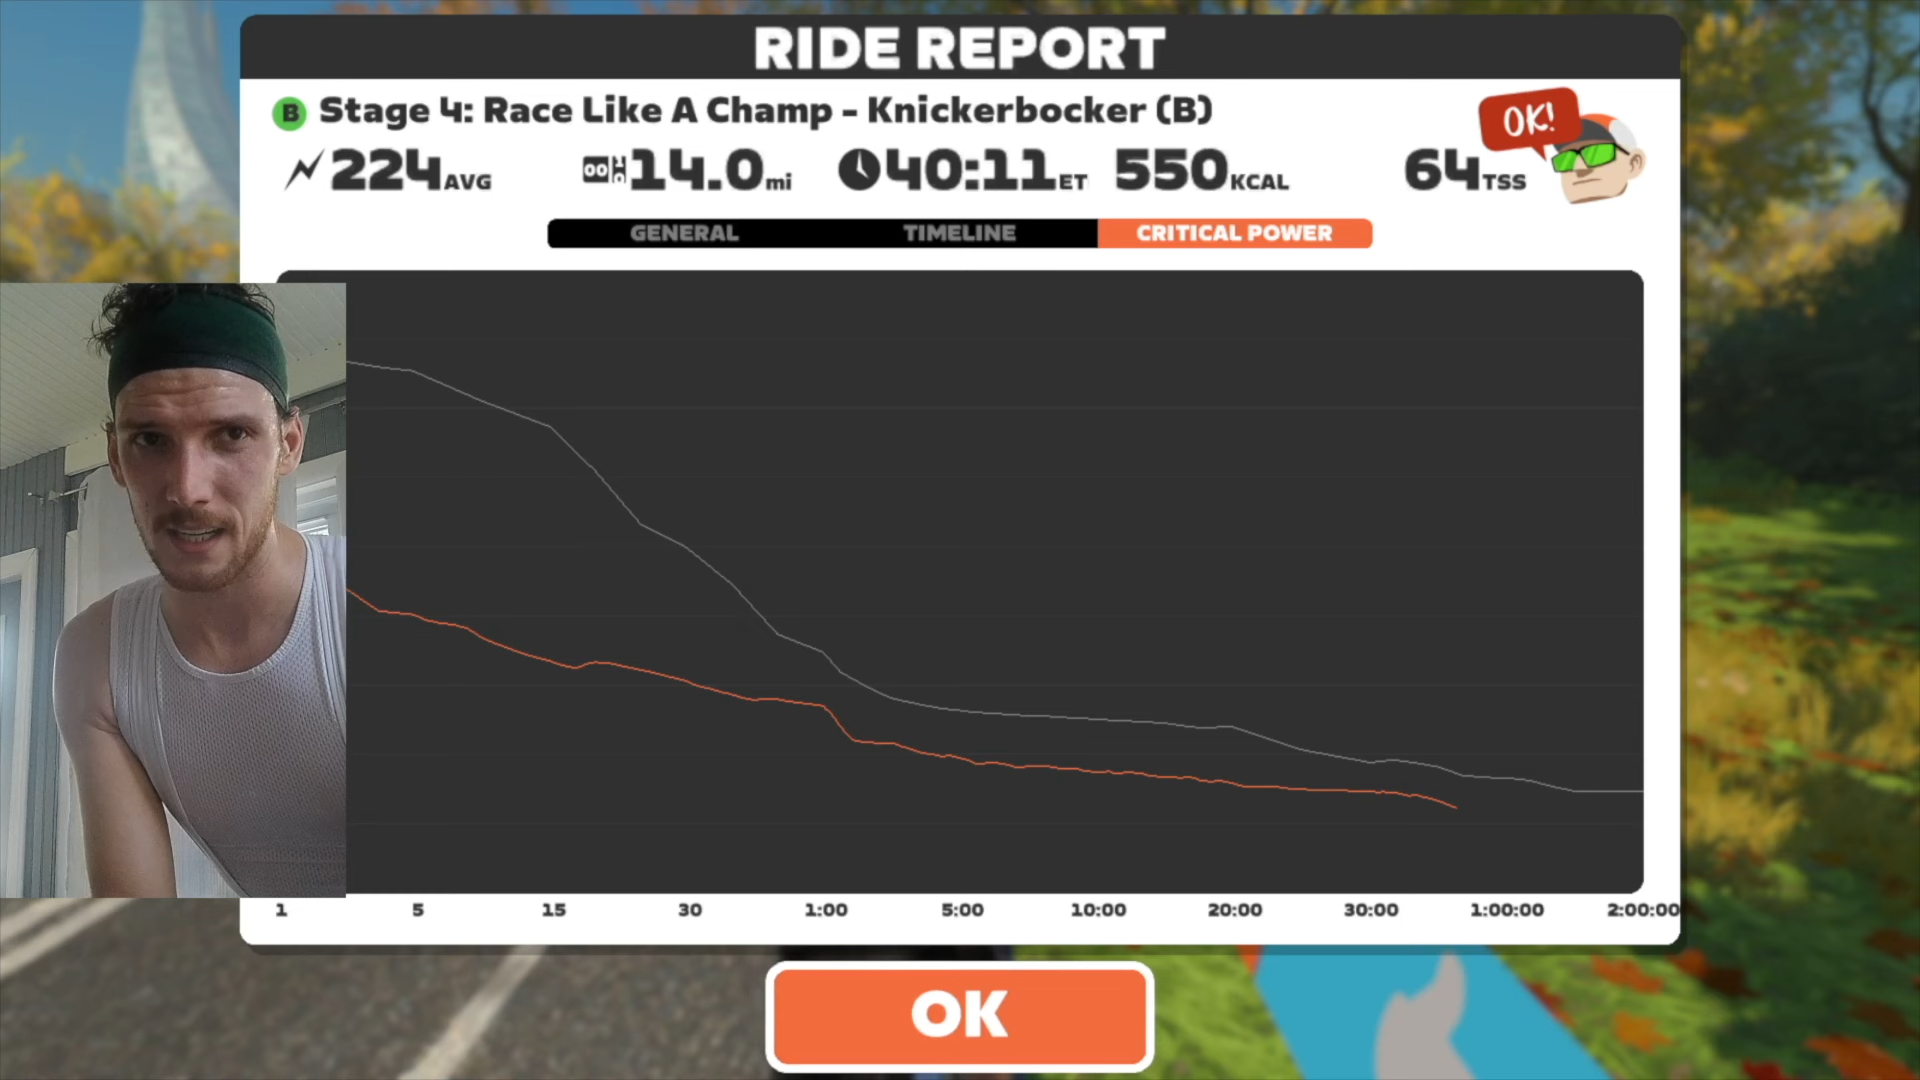 RIDE REPORT
B Stage 4: Race Like A Champ - Knickerbocker (B)
OK!
224AVG 14.0mi 40:11ET 550KCAL 64TSS
GENERAL TIMELINE CRITICAL POWER
1 5 15 30 1:00 5:00 10:00 20:00 30:00 1:00:00 2:00:00
OK